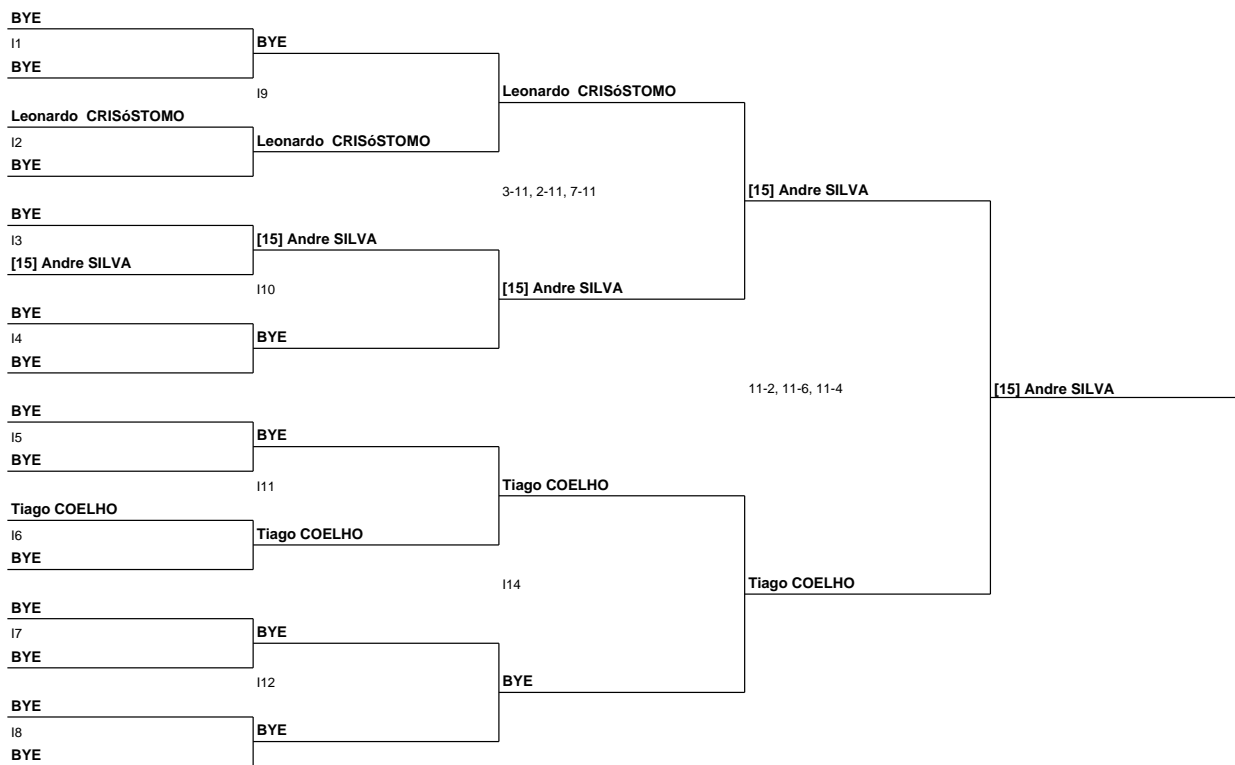 BYE
I1
BYE
BYE
I9
Leonardo CRISóSTOMO
Leonardo CRISóSTOMO
I2
Leonardo CRISóSTOMO
BYE
3-11, 2-11, 7-11
[15] Andre SILVA
BYE
I3
[15] Andre SILVA
[15] Andre SILVA
I10
[15] Andre SILVA
BYE
I4
BYE
BYE
11-2, 11-6, 11-4
[15] Andre SILVA
BYE
I5
BYE
BYE
I11
Tiago COELHO
Tiago COELHO
I6
Tiago COELHO
BYE
I14
Tiago COELHO
BYE
I7
BYE
BYE
I12
BYE
BYE
I8
BYE
BYE